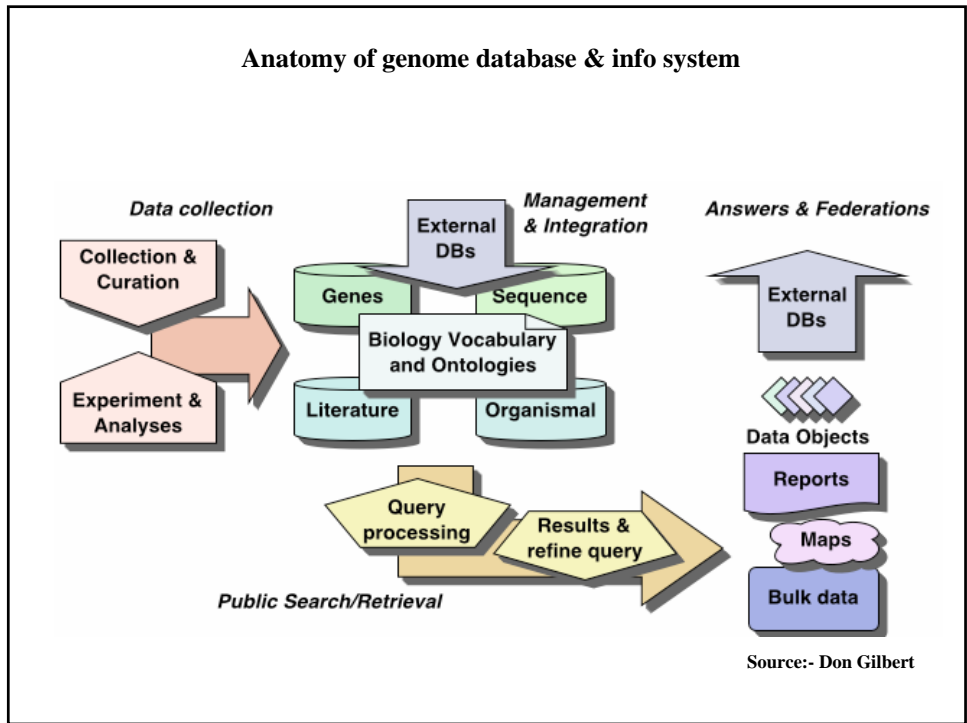 Anatomy of genome database & info system
Data collection
Collection &
Curation
Experiment &
Analyses
Management
& Integration
External
DBs
Genes
Sequence
Biology Vocabulary
and Ontologies
Literature
Organismal
Query
processing
Results &
refine query
Public Search/Retrieval
Answers & Federations
External
DBs
Data Objects
Reports
Maps
Bulk data
Source:- Don Gilbert